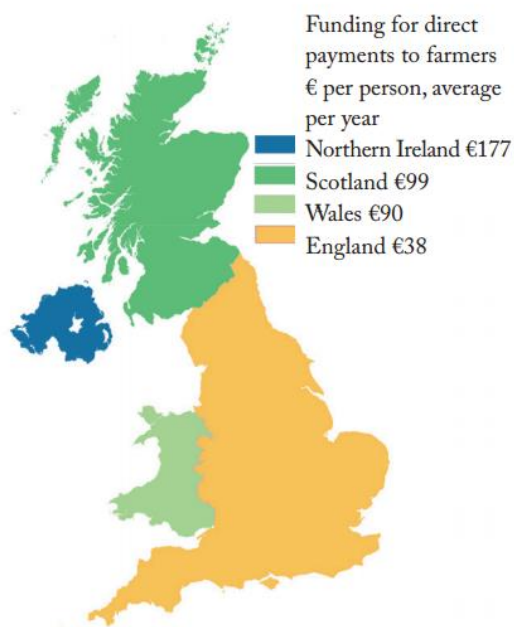 Funding for direct
payments to farmers
€ per person, average
per year
Northern Ireland €177
Scotland €99
Wales €90
England €38